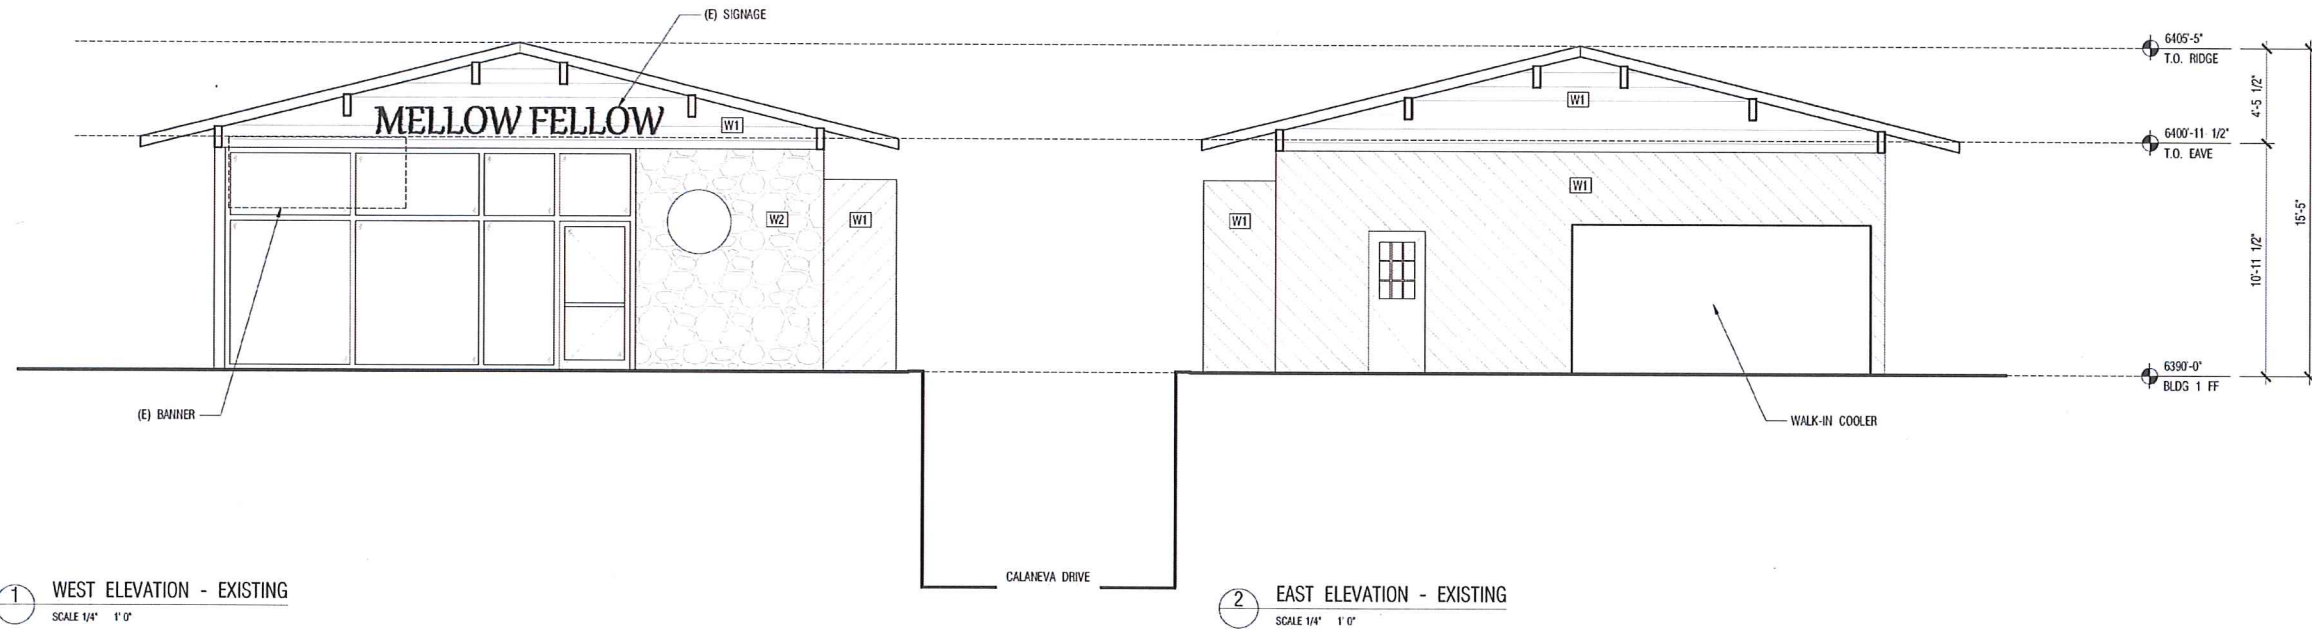 (E) SIGNAGE
MELLOW FELLOW
W1
W2
W1
(E) BANNER
1
WEST ELEVATION - EXISTING
SCALE 1/4" 1' 0"
CALANEVA DRIVE
W1
W1
W1
WALK-IN COOLER
2
EAST ELEVATION - EXISTING
SCALE 1/4" 1' 0"
6405'-5"
T.O. RIDGE
6400'-11 1/2"
T.O. EAVE
6390'-0"
BLDG 1 FF
4'-5 1/2"
10'-11 1/2"
15'-5"